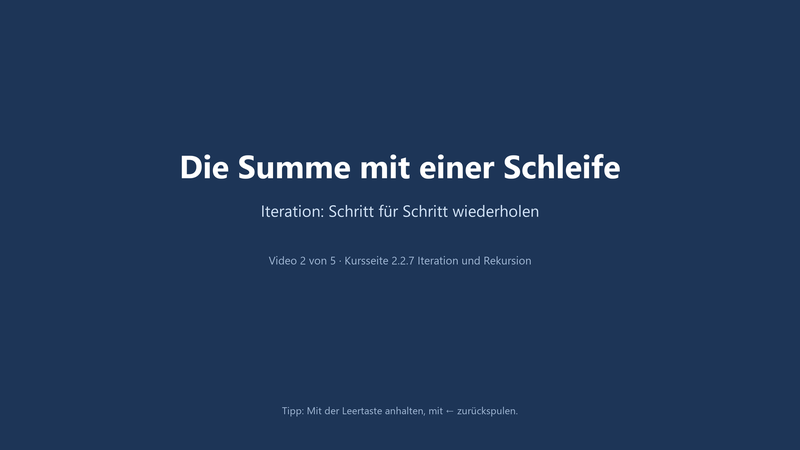 Die Summe mit einer Schleife
Iteration: Schritt für Schritt wiederholen
Video 2 von 5 · Kursseite 2.2.7 Iteration und Rekursion
Tipp: Mit der Leertaste anhalten, mit ← zurückspulen.